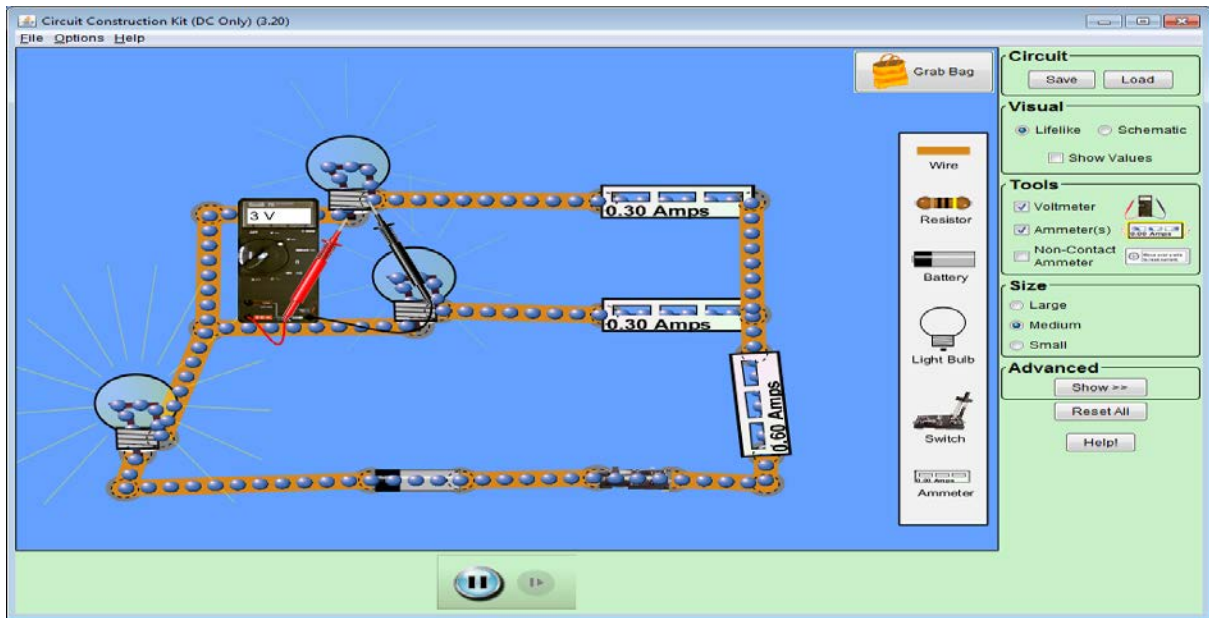 Circuit Construction Kit (DC Only) (3.20)
File Options Help
Grab Bag
3 V
0.30 Amps
0.30 Amps
0.60 Amps
Wire
Resistor
Battery
Light Bulb
Switch
Ammeter
Circuit
Save Load
Visual
Lifelike Schematic
Show Values
Tools
Voltmeter
Ammeter(s)
Non-Contact
Ammeter
Size
Large
Medium
Small
Advanced
Show >>
Reset All
Help!